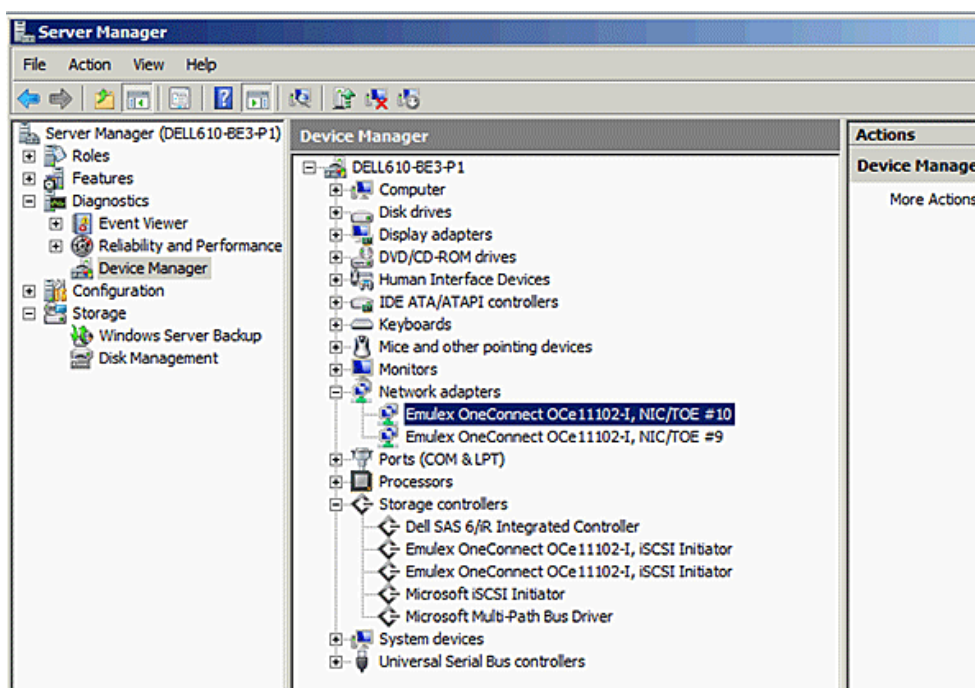 Server Manager
File Action View Help
Server Manager (DELL610-BE3-P1)
Roles
Features
Diagnostics
Event Viewer
Reliability and Performance
Device Manager
Configuration
Storage
Windows Server Backup
Disk Management
Device Manager
DELL610-BE3-P1
Computer
Disk drives
Display adapters
DVD/CD-ROM drives
Human Interface Devices
IDE ATA/ATAPI controllers
Keyboards
Mice and other pointing devices
Monitors
Network adapters
Emulex OneConnect OCe11102-I, NIC/TOE #10
Emulex OneConnect OCe11102-I, NIC/TOE #9
Ports (COM & LPT)
Processors
Storage controllers
Dell SAS 6/iR Integrated Controller
Emulex OneConnect OCe11102-I, iSCSI Initiator
Emulex OneConnect OCe11102-I, iSCSI Initiator
Microsoft iSCSI Initiator
Microsoft Multi-Path Bus Driver
System devices
Universal Serial Bus controllers
Actions
Device Manage
More Actions